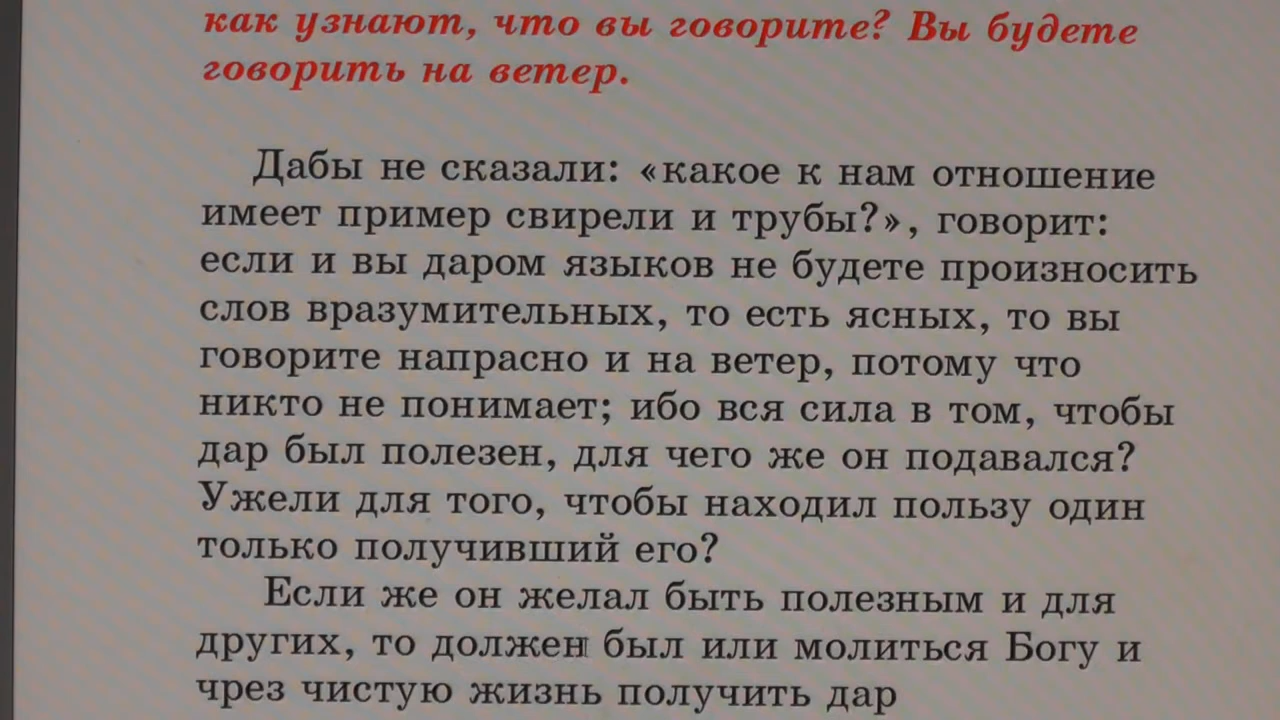 как узнают, что вы говорите? Вы будете
говорить на ветер.
Дабы не сказали: «какое к нам отношение
имеет пример свирели и трубы?», говорит:
если и вы даром языков не будете произносить
слов вразумительных, то есть ясных, то вы
говорите напрасно и на ветер, потому что
никто не понимает; ибо вся сила в том, чтобы
дар был полезен, для чего же он подавался?
Ужели для того, чтобы находил пользу один
только получивший его?
Если же он желал быть полезным и для
других, то должен был или молиться Богу и
чрез чистую жизнь получить дар